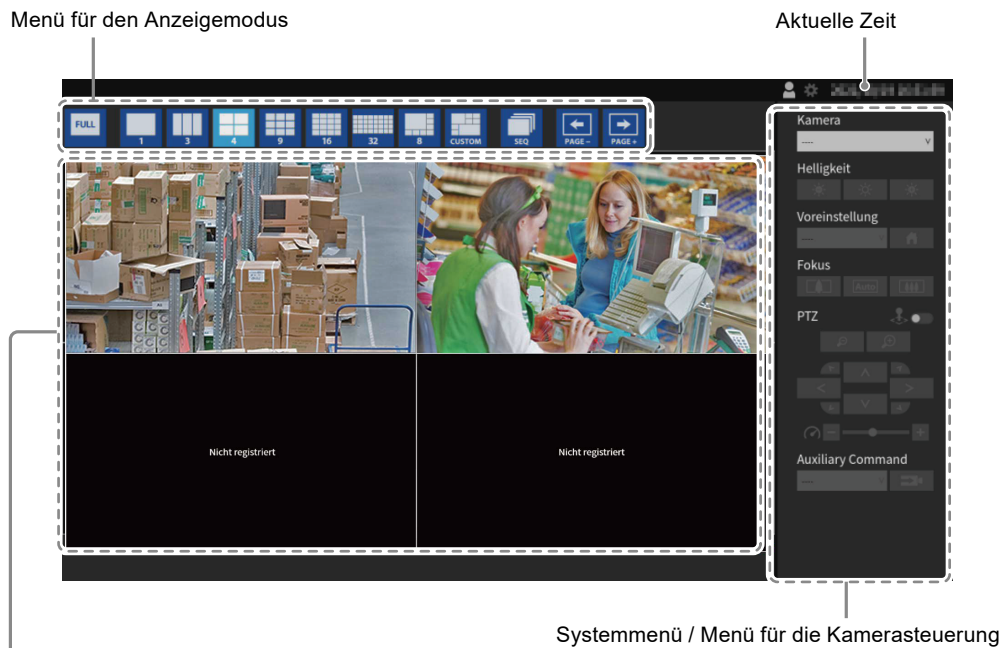 Menü für den Anzeigemodus
Aktuelle Zeit
FULL
1
3
4
9
16
32
8
CUSTOM
SEQ
PAGE−
PAGE+
Kamera
----
Helligkeit
Voreinstellung
----
Fokus
Auto
PTZ
Auxiliary Command
----
Nicht registriert
Nicht registriert
Systemmenü / Menü für die Kamerasteuerung